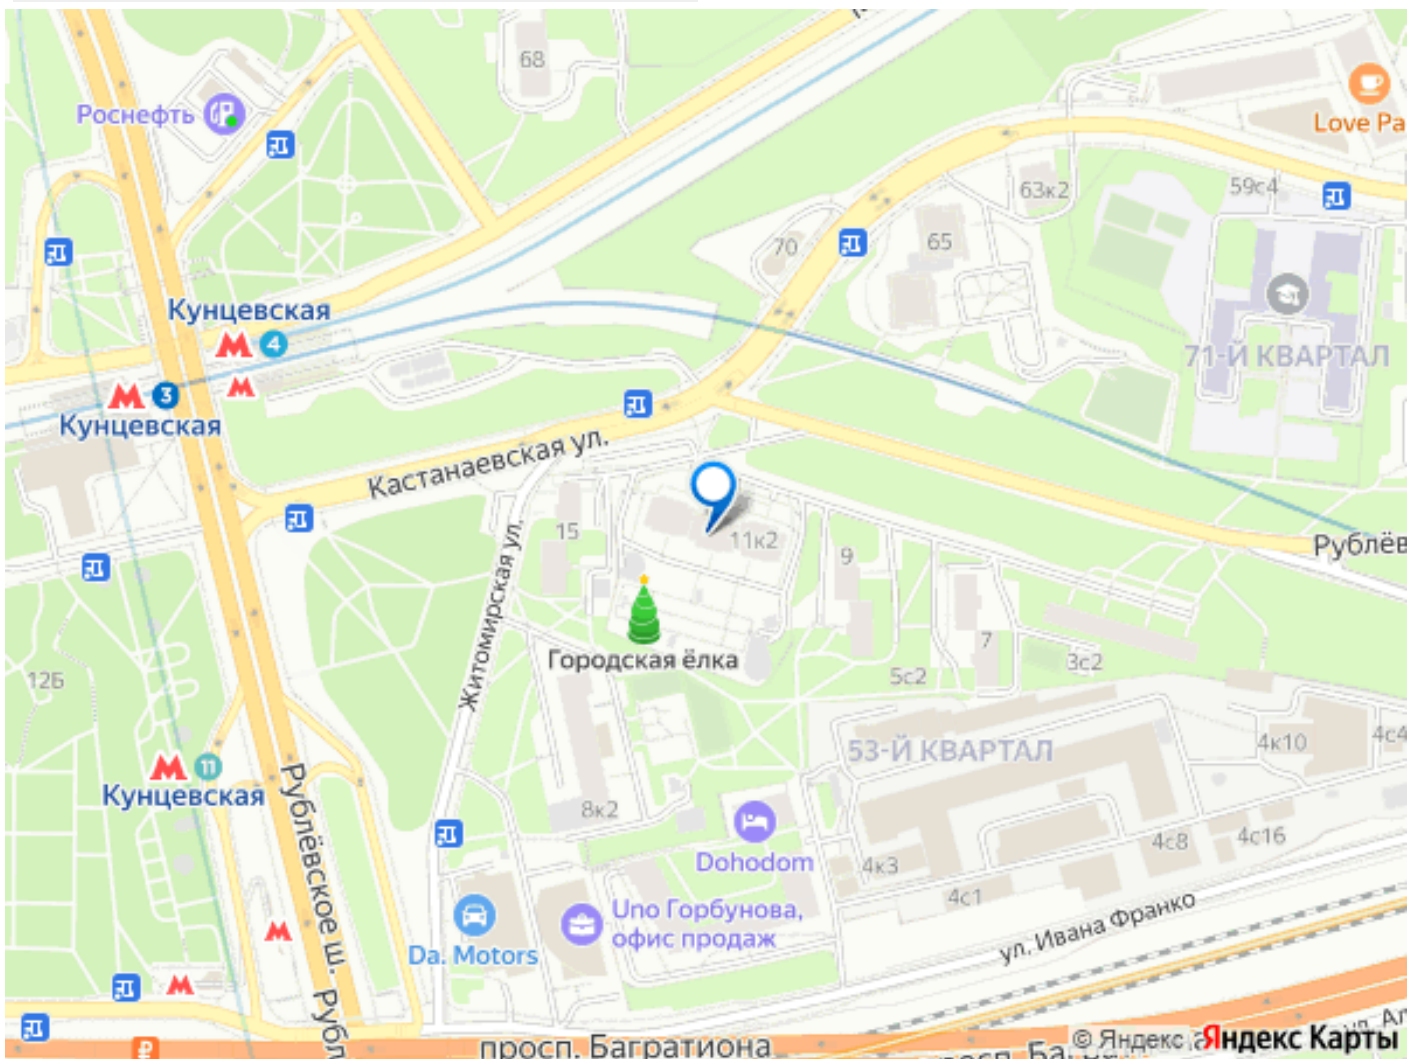 68
Роснефть
Love Pa
63к2
59с4
65
70
Кунцевская
4
71-Й КВАРТАЛ
3
Кунцевская
Кастанаевская ул.
15
11к2
Рублёв
9
Житомирская ул.
7
Городская ёлка
3с2
5с2
12Б
53-Й КВАРТАЛ
4к10
4с4
11
Кунцевская
Рублёвское ш.
8к2
Dohodom
4к3
4с8
4с16
4с1
Uno Горбунова,
офис продаж
ул. Ивана Франко
Da. Motors
Рубл
просп. Багратиона
© Яндекс
Яндекс Карты